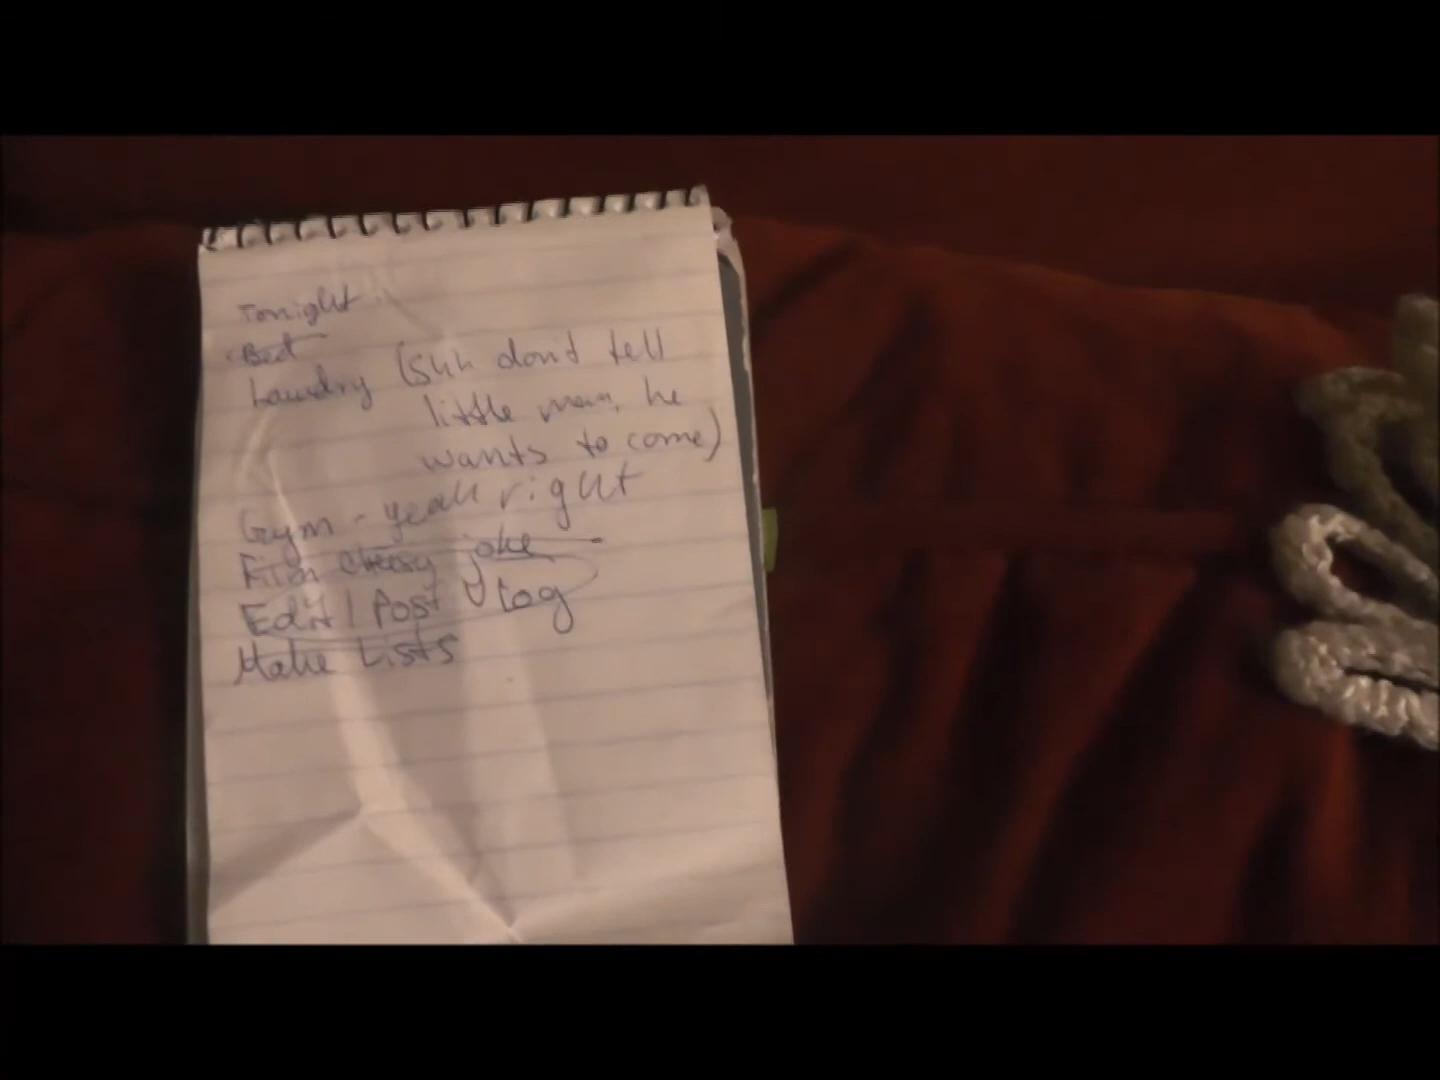 Tonight
Bed
Laundry (Shh don't tell
little man, he
wants to come)
Gym - yeah right
Film cheesy joke
Edit / Post Vlog
Make Lists